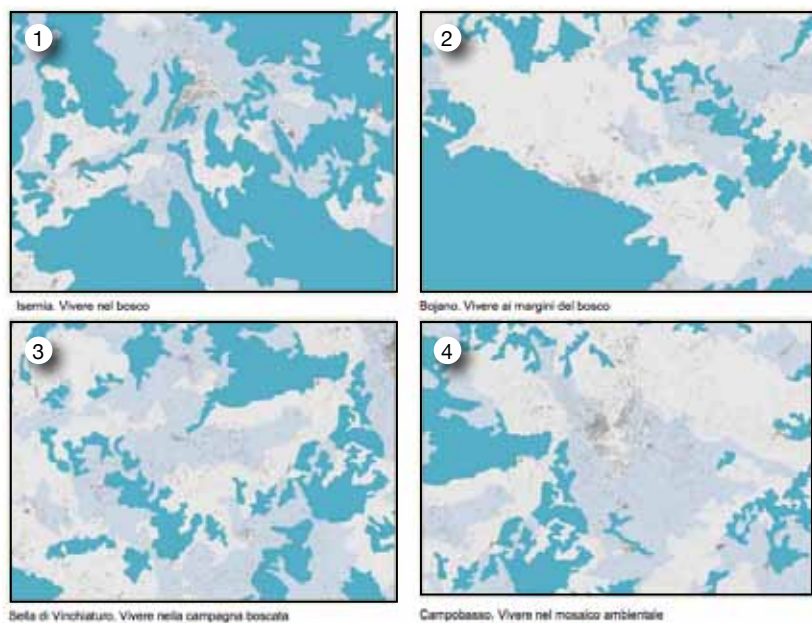 1
2
Isernia. Vivere nel bosco
Bojano. Vivere ai margini del bosco
3
4
Sella di Vinchiaturo. Vivere nella campagna boscata
Campobasso. Vivere nel mosaico ambientale